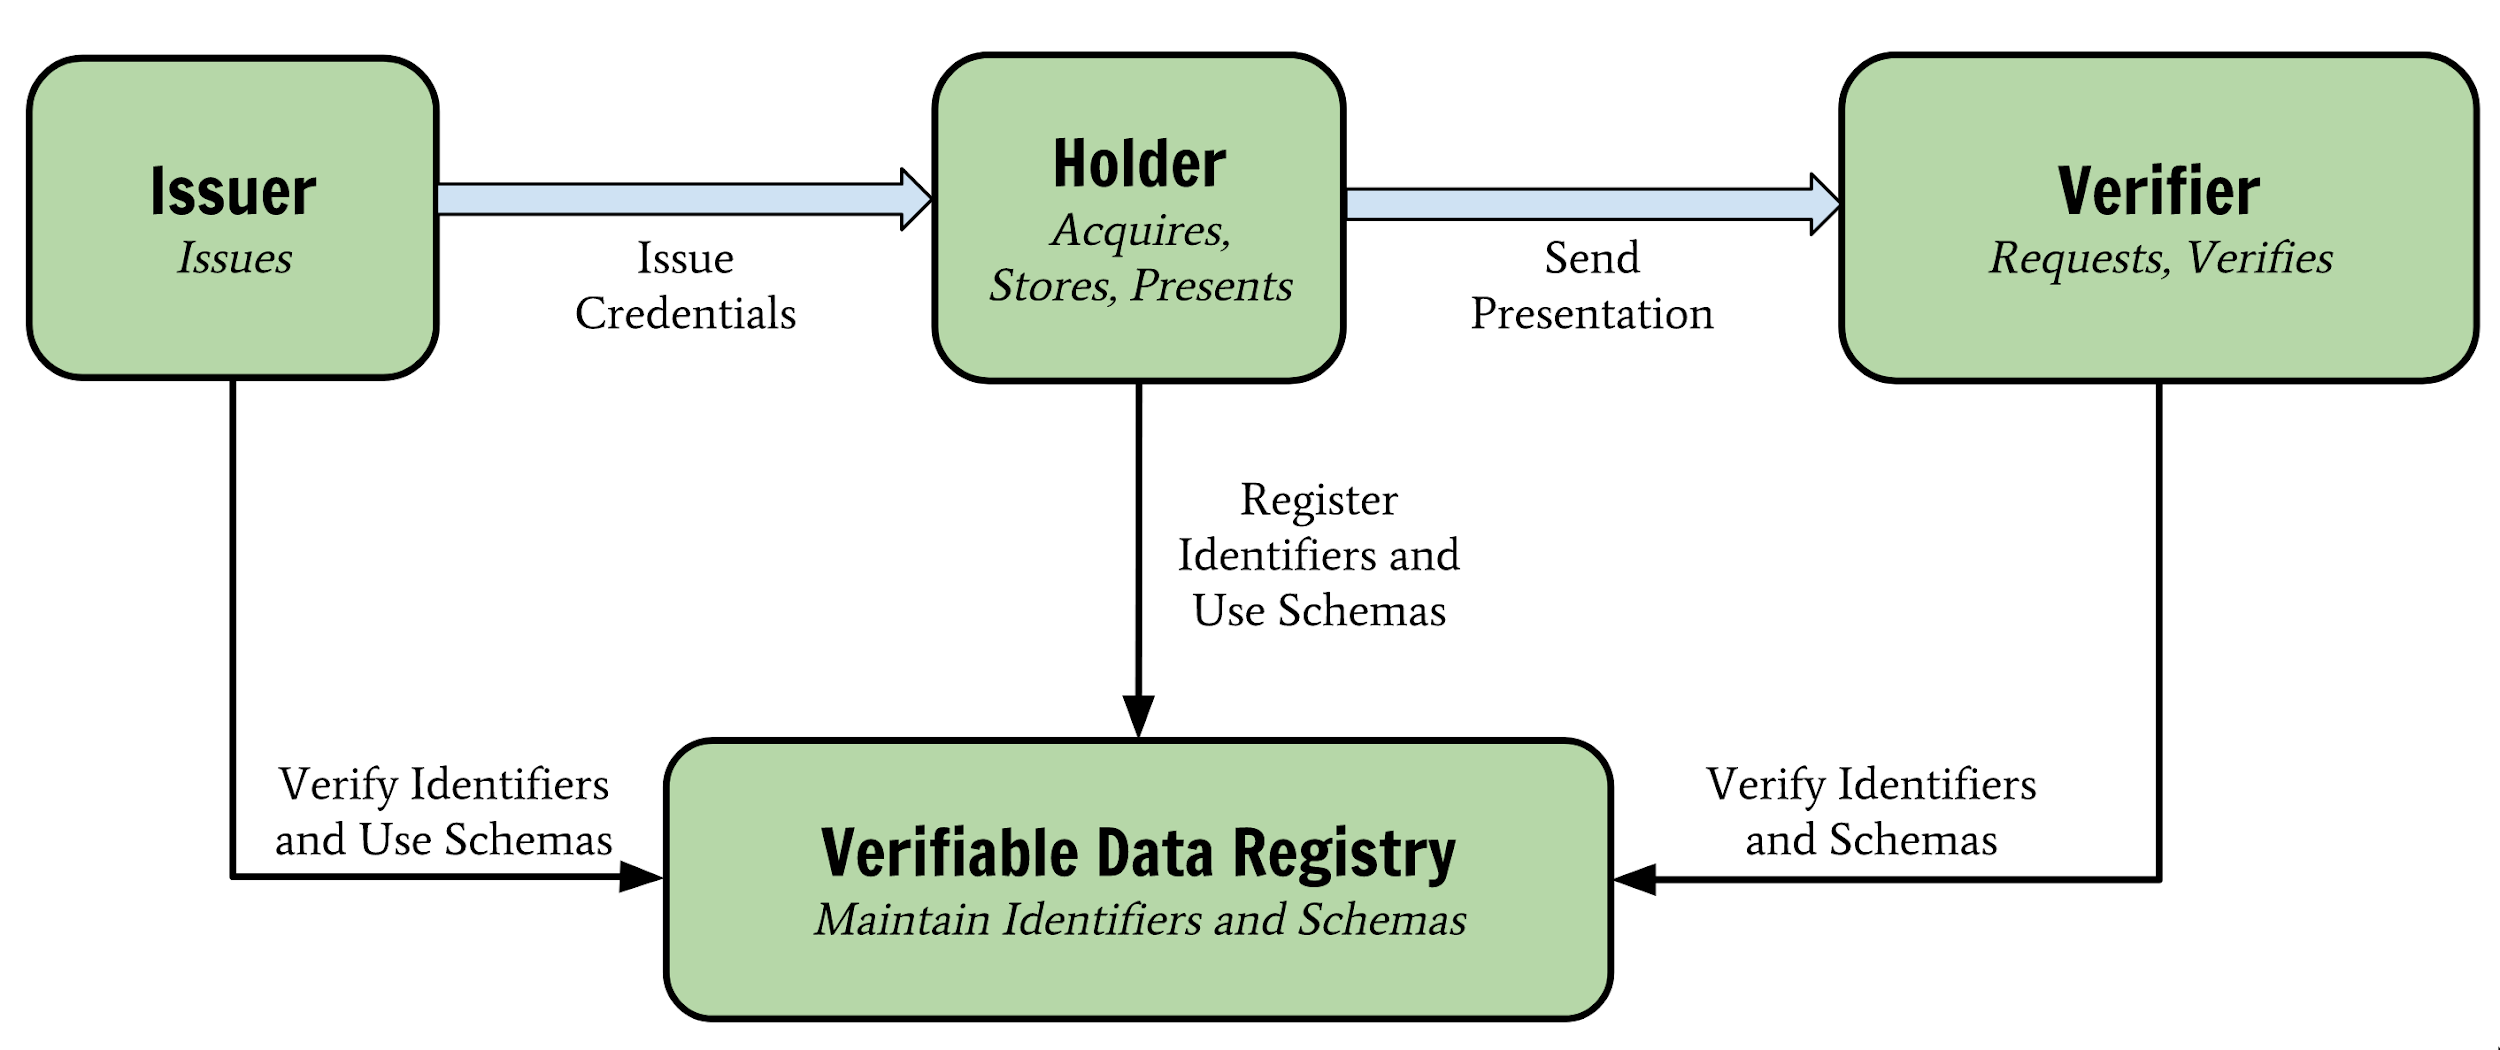 Issuer
Issues
Issue
Credentials
Holder
Acquires,
Stores, Presents
Send
Presentation
Verifier
Requests, Verifies
Register
Identifiers and
Use Schemas
Verify Identifiers
and Use Schemas
Verifiable Data Registry
Maintain Identifiers and Schemas
Verify Identifiers
and Schemas